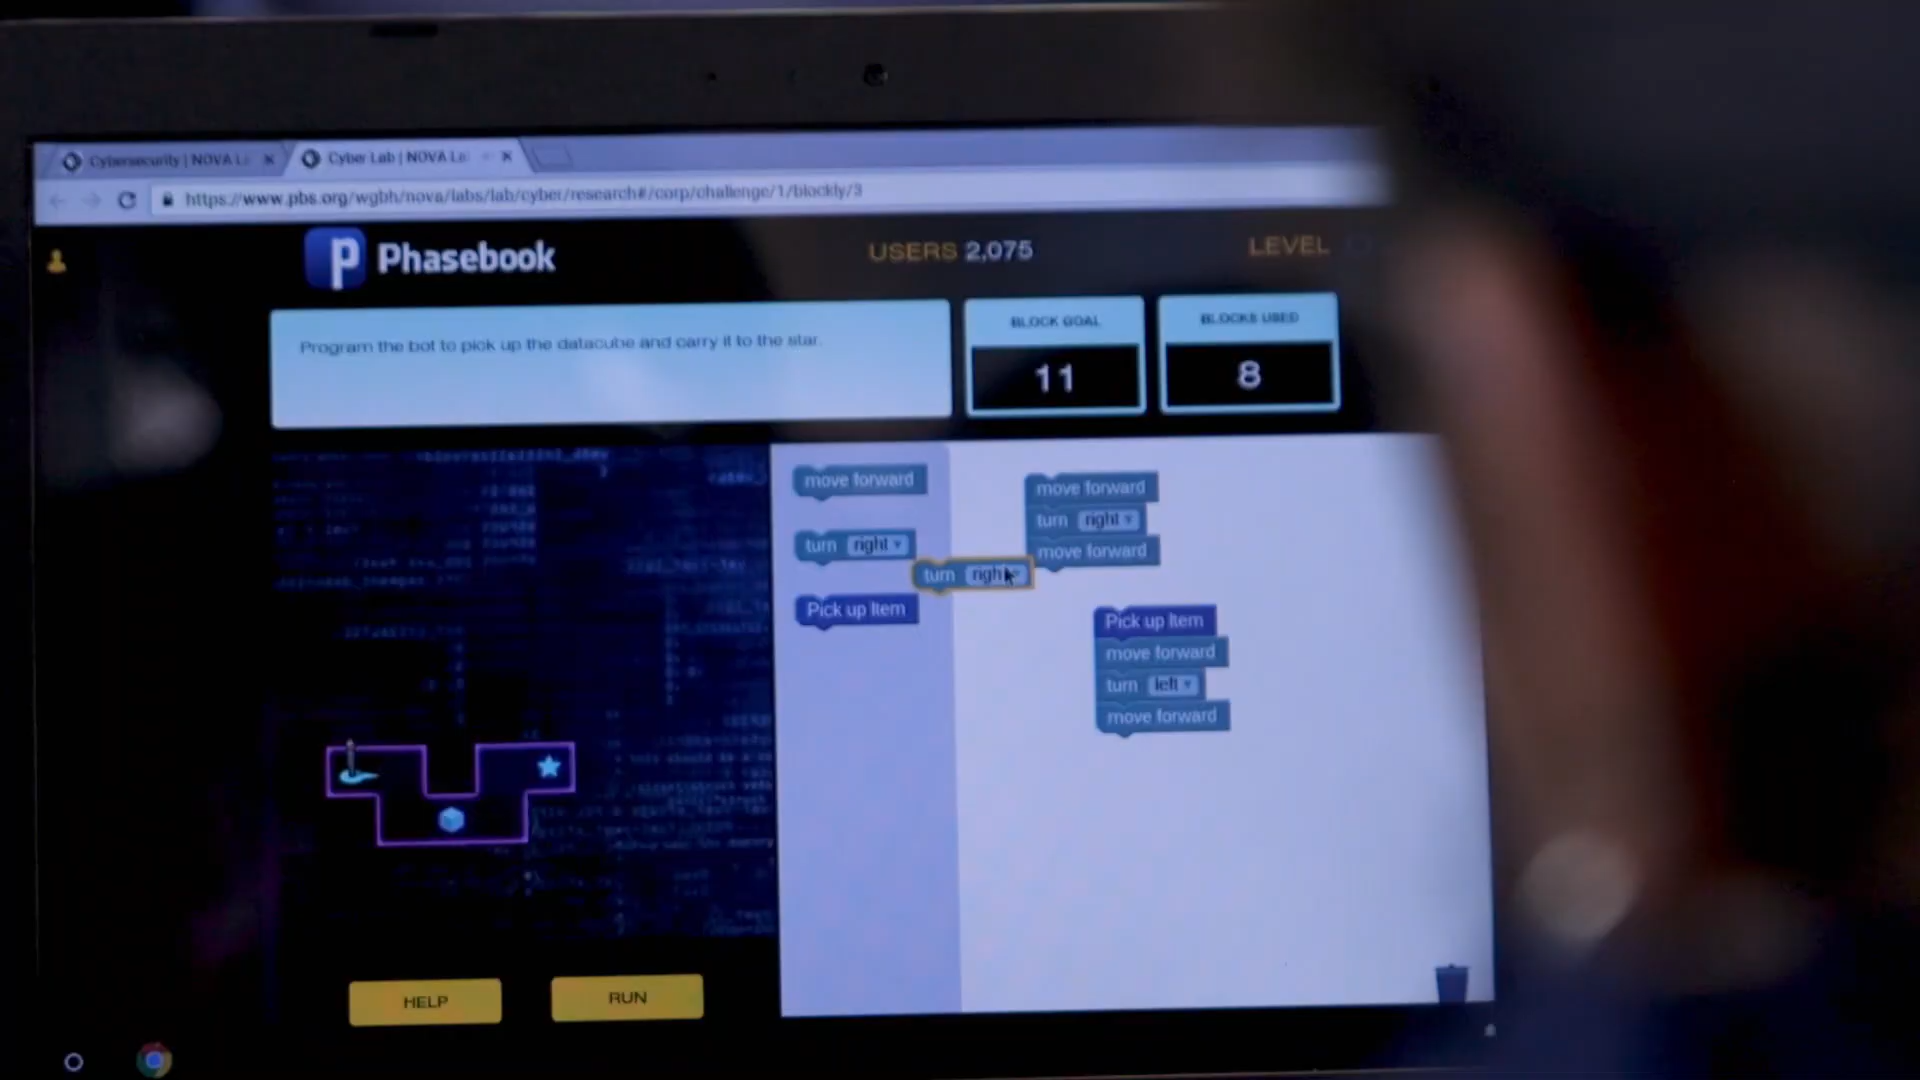 Cybersecurity | NOVA L
Cyber Lab | NOVA La
https://www.pbs.org/wgbh/nova/labs/lab/cyber/research#/corp/challenge/1/blockly/3
p Phasebook
USERS 2,075
LEVEL
Program the bot to pick up the datacube and carry it to the star.
BLOCK GOAL
11
BLOCKS USED
8
move forward
turn right
Pick up Item
turn right
move forward
turn right
move forward
Pick up Item
move forward
turn left
move forward
HELP
RUN